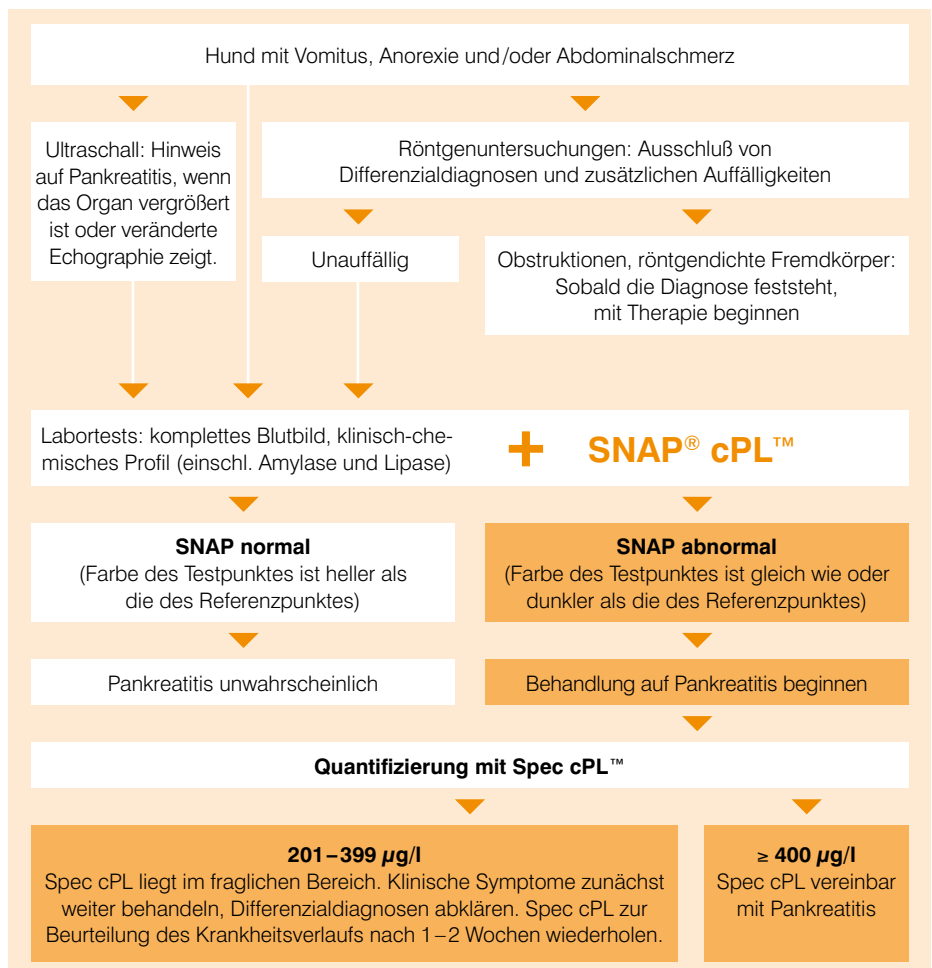 Hund mit Vomitus, Anorexie und/oder Abdominalschmerz
Ultraschall: Hinweis
auf Pankreatitis, wenn
das Organ vergrößert
ist oder veränderte
Echographie zeigt.
Röntgenuntersuchungen: Ausschluß von
Differenzialdiagnosen und zusätzlichen Auffälligkeiten
Unauffällig
Obstruktionen, röntgendichte Fremdkörper:
Sobald die Diagnose feststeht,
mit Therapie beginnen
Labortests: komplettes Blutbild, klinisch-che-
misches Profil (einschl. Amylase und Lipase)
+ SNAP® cPL™
SNAP normal
(Farbe des Testpunktes ist heller als
die des Referenzpunktes)
SNAP abnormal
(Farbe des Testpunktes ist gleich wie oder
dunkler als die des Referenzpunktes)
Pankreatitis unwahrscheinlich
Behandlung auf Pankreatitis beginnen
Quantifizierung mit Spec cPL™
201–399 µg/l
Spec cPL liegt im fraglichen Bereich. Klinische Symptome zunächst
weiter behandeln, Differenzialdiagnosen abklären. Spec cPL zur
Beurteilung des Krankheitsverlaufs nach 1–2 Wochen wiederholen.
≥ 400 µg/l
Spec cPL vereinbar
mit Pankreatitis